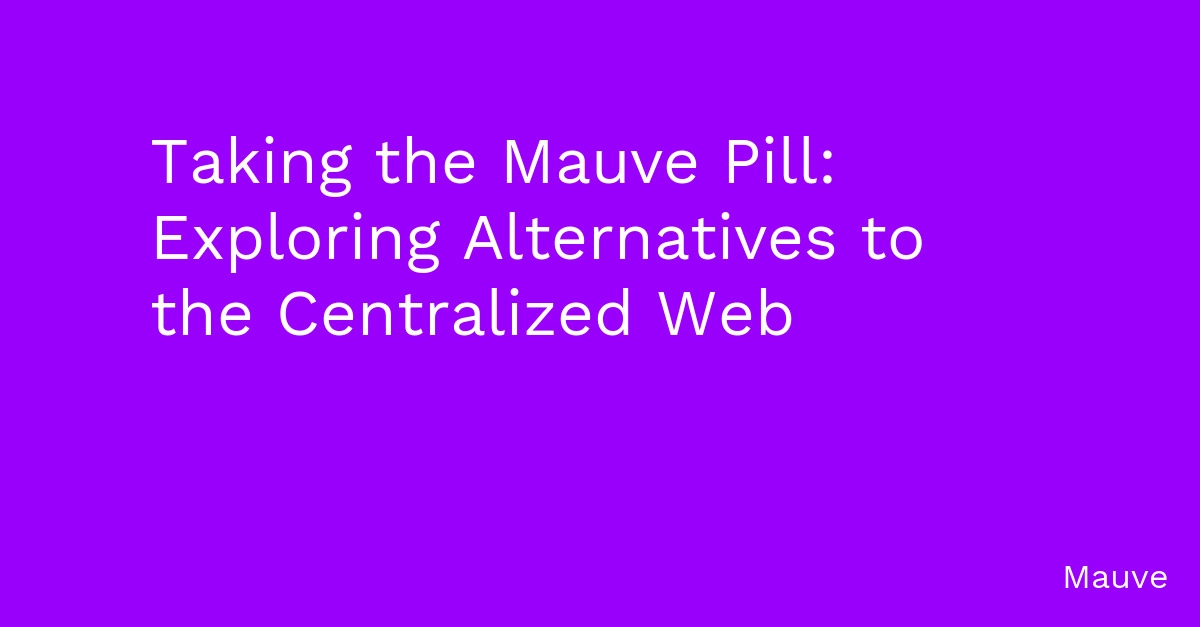 Taking the Mauve Pill:
Exploring Alternatives to
the Centralized Web
Mauve